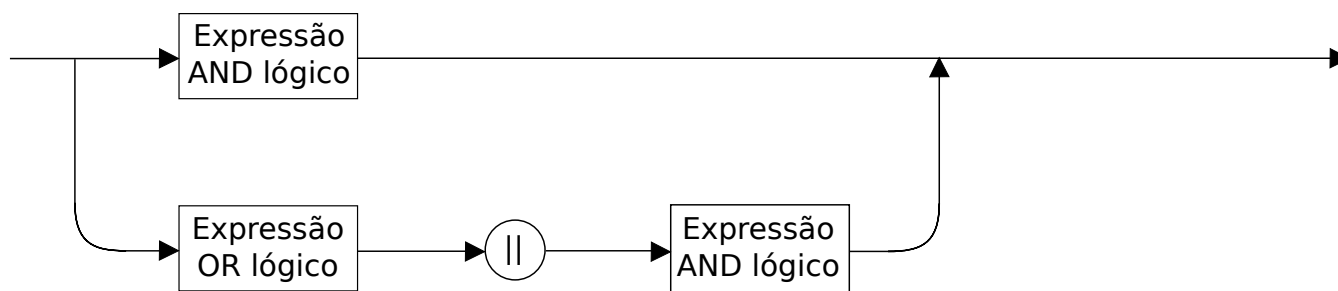 Expressão
AND lógico
Expressão
OR lógico
||
Expressão
AND lógico